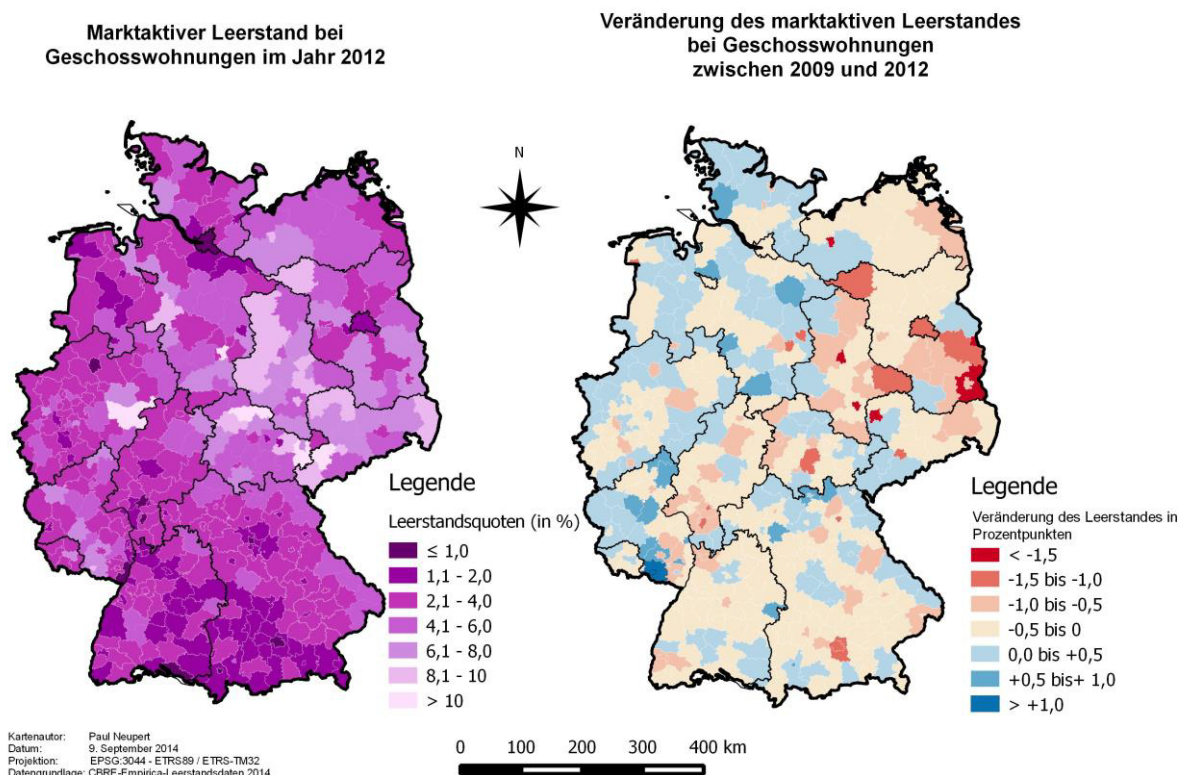 Marktaktiver Leerstand bei
Geschosswohnungen im Jahr 2012
Veränderung des marktaktiven Leerstandes
bei Geschosswohnungen
zwischen 2009 und 2012
N
Legende
Leerstandsquoten (in %)
≤ 1,0
1,1 - 2,0
2,1 - 4,0
4,1 - 6,0
6,1 - 8,0
8,1 - 10
> 10
Legende
Veränderung des Leerstandes in
Prozentpunkten
< -1,5
-1,5 bis -1,0
-1,0 bis -0,5
-0,5 bis 0
0,0 bis +0,5
+0,5 bis+ 1,0
> +1,0
Kartenautor: Paul Neupert
Datum: 9. September 2014
Projektion: EPSG:3044 - ETRS89 / ETRS-TM32
Datengrundlage: CBRE-Empirica-Leerstandsdaten 2014
0 100 200 300 400 km